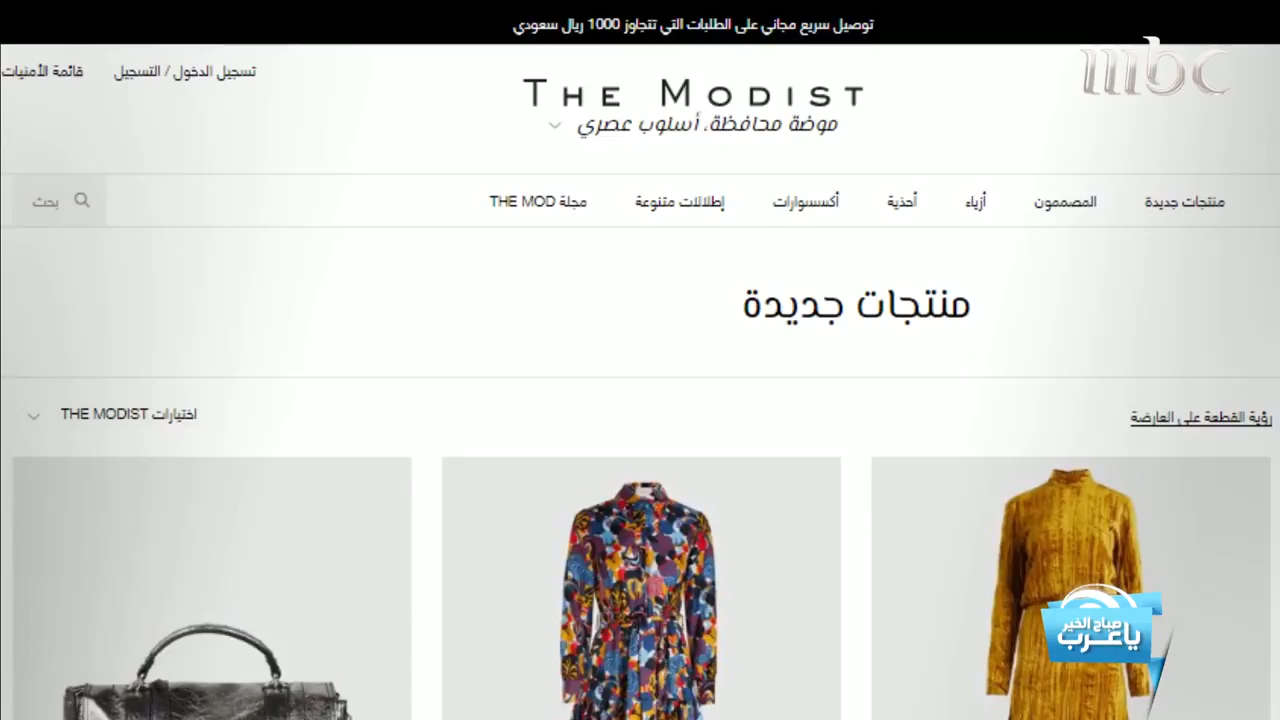 توصيل سريع مجاني على الطلبات التي تتجاوز 1000 ريال سعودي
mbc
تسجيل الدخول / التسجيل
قائمة الأمنيات
THE MODIST
موضة محافظة، أسلوب عصري
منتجات جديدة
المصممون
أزياء
أحذية
أكسسوارات
إطلالات متنوعة
مجلة THE MOD
بحث
منتجات جديدة
رؤية القطعة على العارضة
اختيارات THE MODIST
صباح الخير
يا عرب